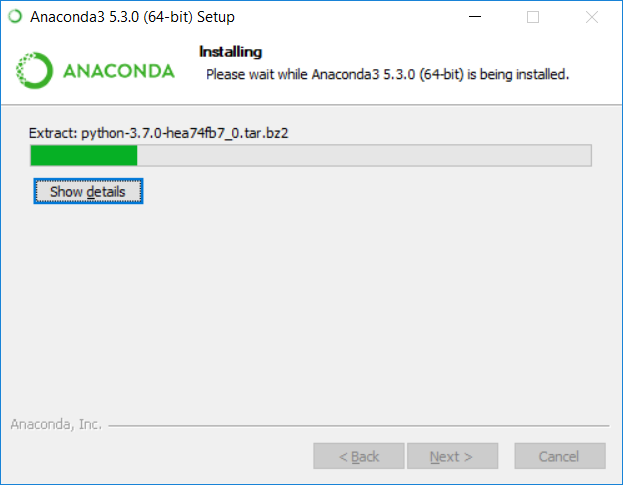 Anaconda3 5.3.0 (64-bit) Setup
ANACONDA
Installing
Please wait while Anaconda3 5.3.0 (64-bit) is being installed.
Extract: python-3.7.0-hea74fb7_0.tar.bz2
Show details
Anaconda, Inc.
< Back
Next >
Cancel